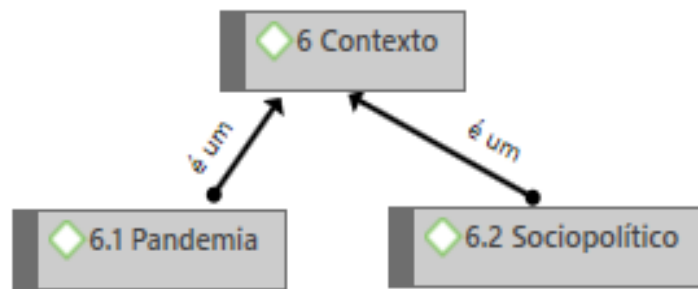 6 Contexto
é um
é um
6.1 Pandemia
6.2 Sociopolítico